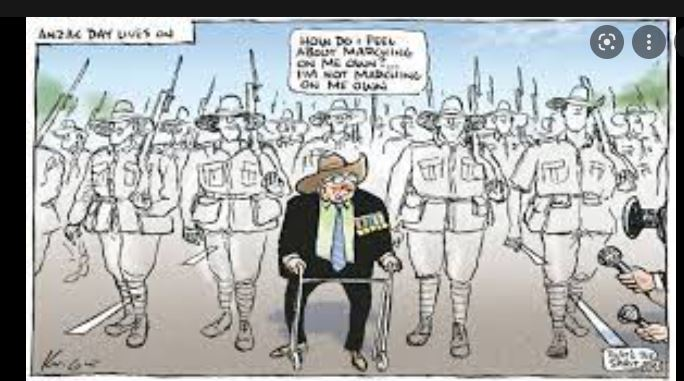 ANZAC DAY LIVES ON
HOW DO I FEEL
ABOUT MARCHING
ON ME OWN?...
I'M NOT MARCHING
ON ME OWN